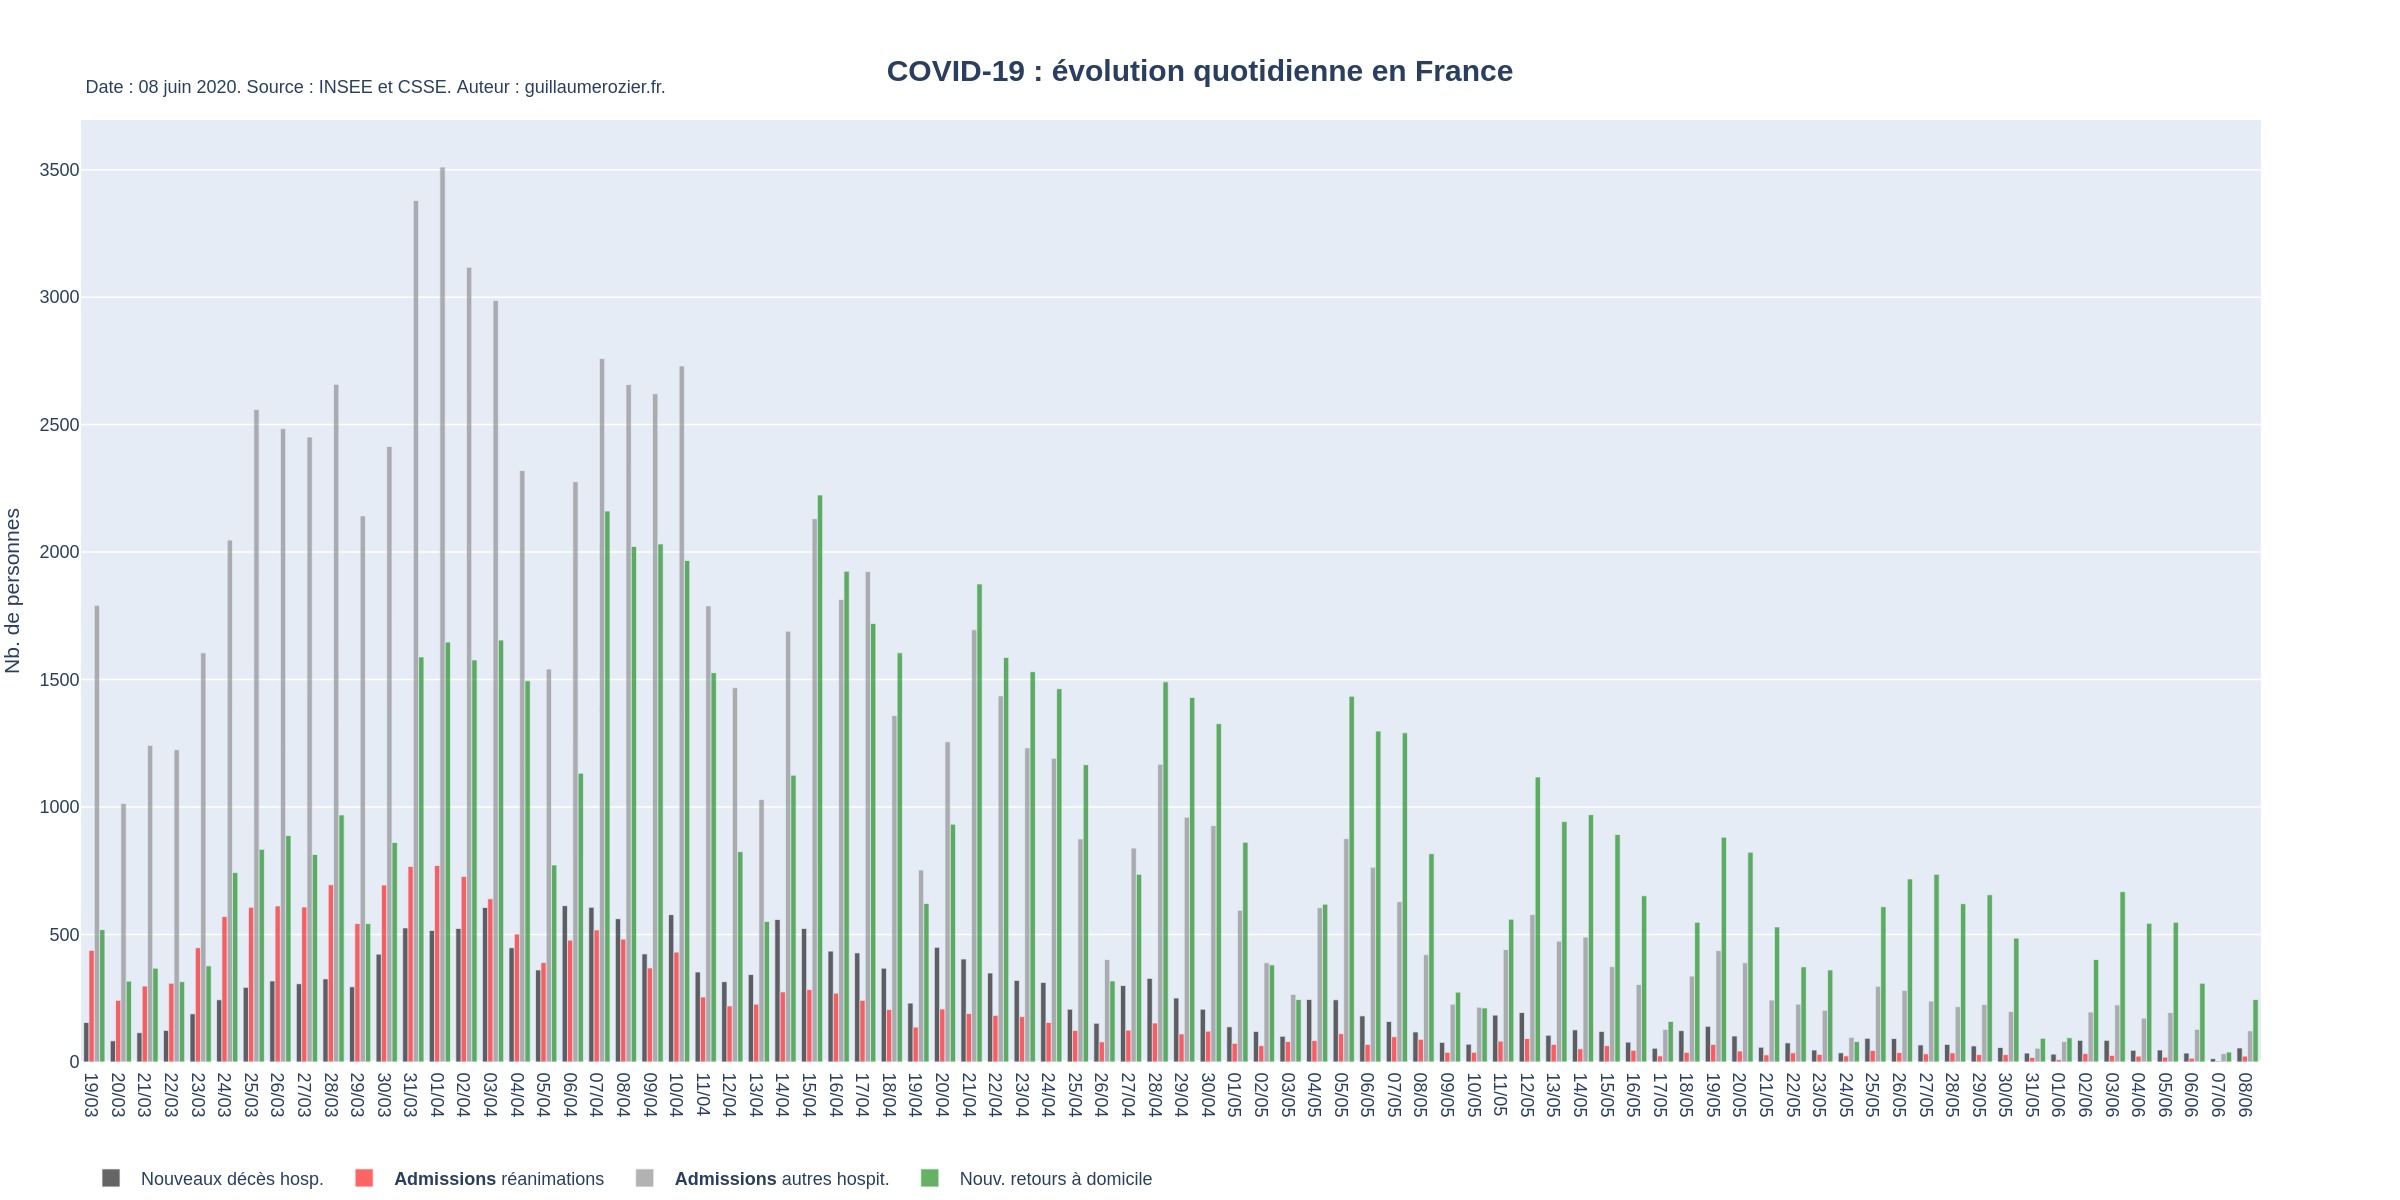 COVID-19 : évolution quotidienne en France
Date : 08 juin 2020. Source : INSEE et CSSE. Auteur : guillaumerozier.fr.
Nb. de personnes
3500
3000
2500
2000
1500
1000
500
0
19/03 20/03 21/03 22/03 23/03 24/03 25/03 26/03 27/03 28/03 29/03 30/03 31/03 01/04 02/04 03/04 04/04 05/04 06/04 07/04 08/04 09/04 10/04 11/04 12/04 13/04 14/04 15/04 16/04 17/04 18/04 19/04 20/04 21/04 22/04 23/04 24/04 25/04 26/04 27/04 28/04 29/04 30/04 01/05 02/05 03/05 04/05 05/05 06/05 07/05 08/05 09/05 10/05 11/05 12/05 13/05 14/05 15/05 16/05 17/05 18/05 19/05 20/05 21/05 22/05 23/05 24/05 25/05 26/05 27/05 28/05 29/05 30/05 31/05 01/06 02/06 03/06 04/06 05/06 06/06 07/06 08/06
Nouveaux décès hosp. Admissions réanimations Admissions autres hospit. Nouv. retours à domicile